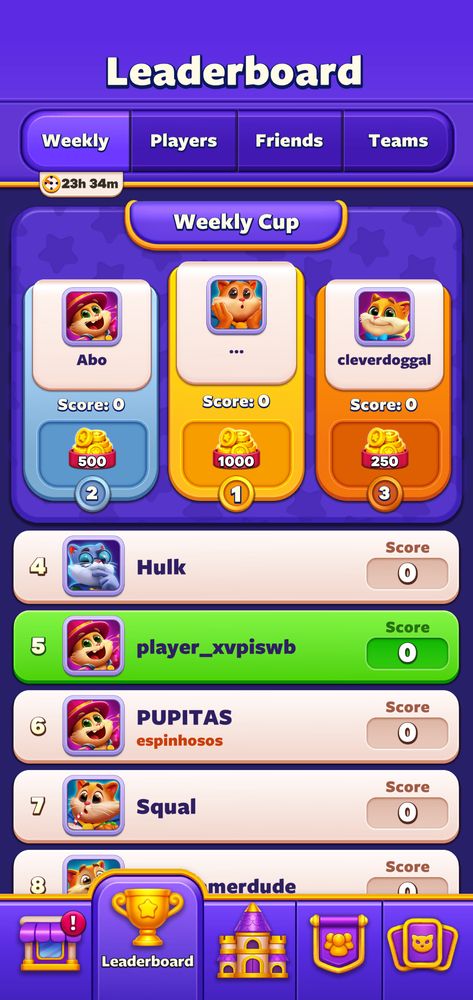 Leaderboard
Weekly
Players
Friends
Teams
23h 34m
Weekly Cup
Abo
...
cleverdoggal
Score: 0
Score: 0
Score: 0
500
1000
250
2
1
3
4
Hulk
Score
0
5
player_xvpiswb
Score
0
6
PUPITAS
espinhosos
Score
0
7
Squal
Score
0
8
Score
0
!
Leaderboard